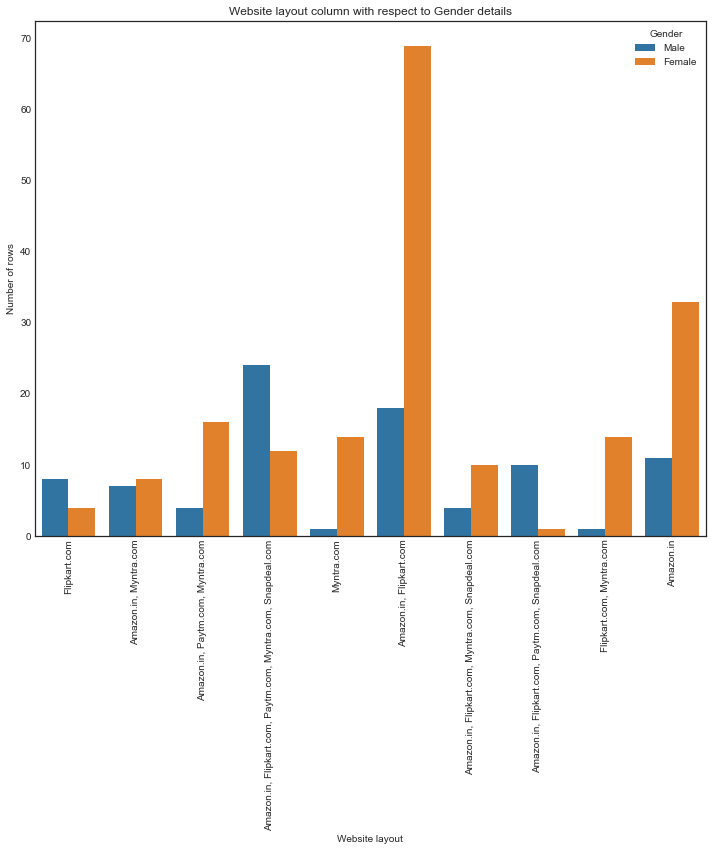 Website layout column with respect to Gender details
Gender
Male
Female
Number of rows
70
60
50
40
30
20
10
0
Flipkart.com
Amazon.in, Myntra.com
Amazon.in, Paytm.com, Myntra.com
Amazon.in, Flipkart.com, Paytm.com, Myntra.com, Snapdeal.com
Myntra.com
Amazon.in, Flipkart.com
Amazon.in, Flipkart.com, Myntra.com, Snapdeal.com
Amazon.in, Flipkart.com, Paytm.com, Snapdeal.com
Flipkart.com, Myntra.com
Amazon.in
Website layout